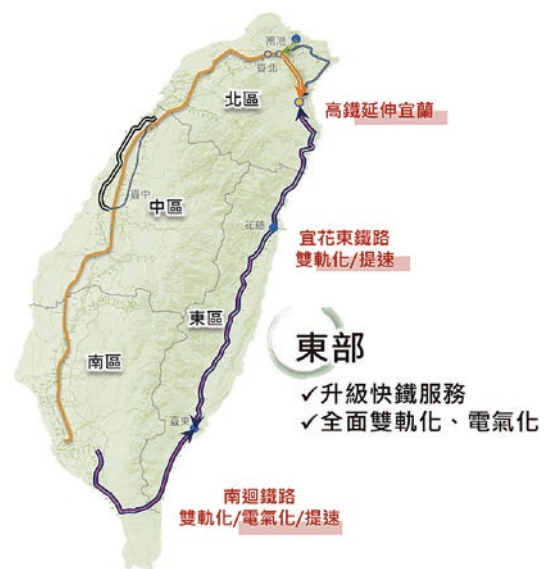 南港
臺北
北區
高鐵延伸宜蘭
臺中
中區
花蓮
宜花東鐵路
雙軌化/提速
東區
東部
✓升級快鐵服務
✓全面雙軌化、電氣化
南區
臺東
南迴鐵路
雙軌化/電氣化/提速